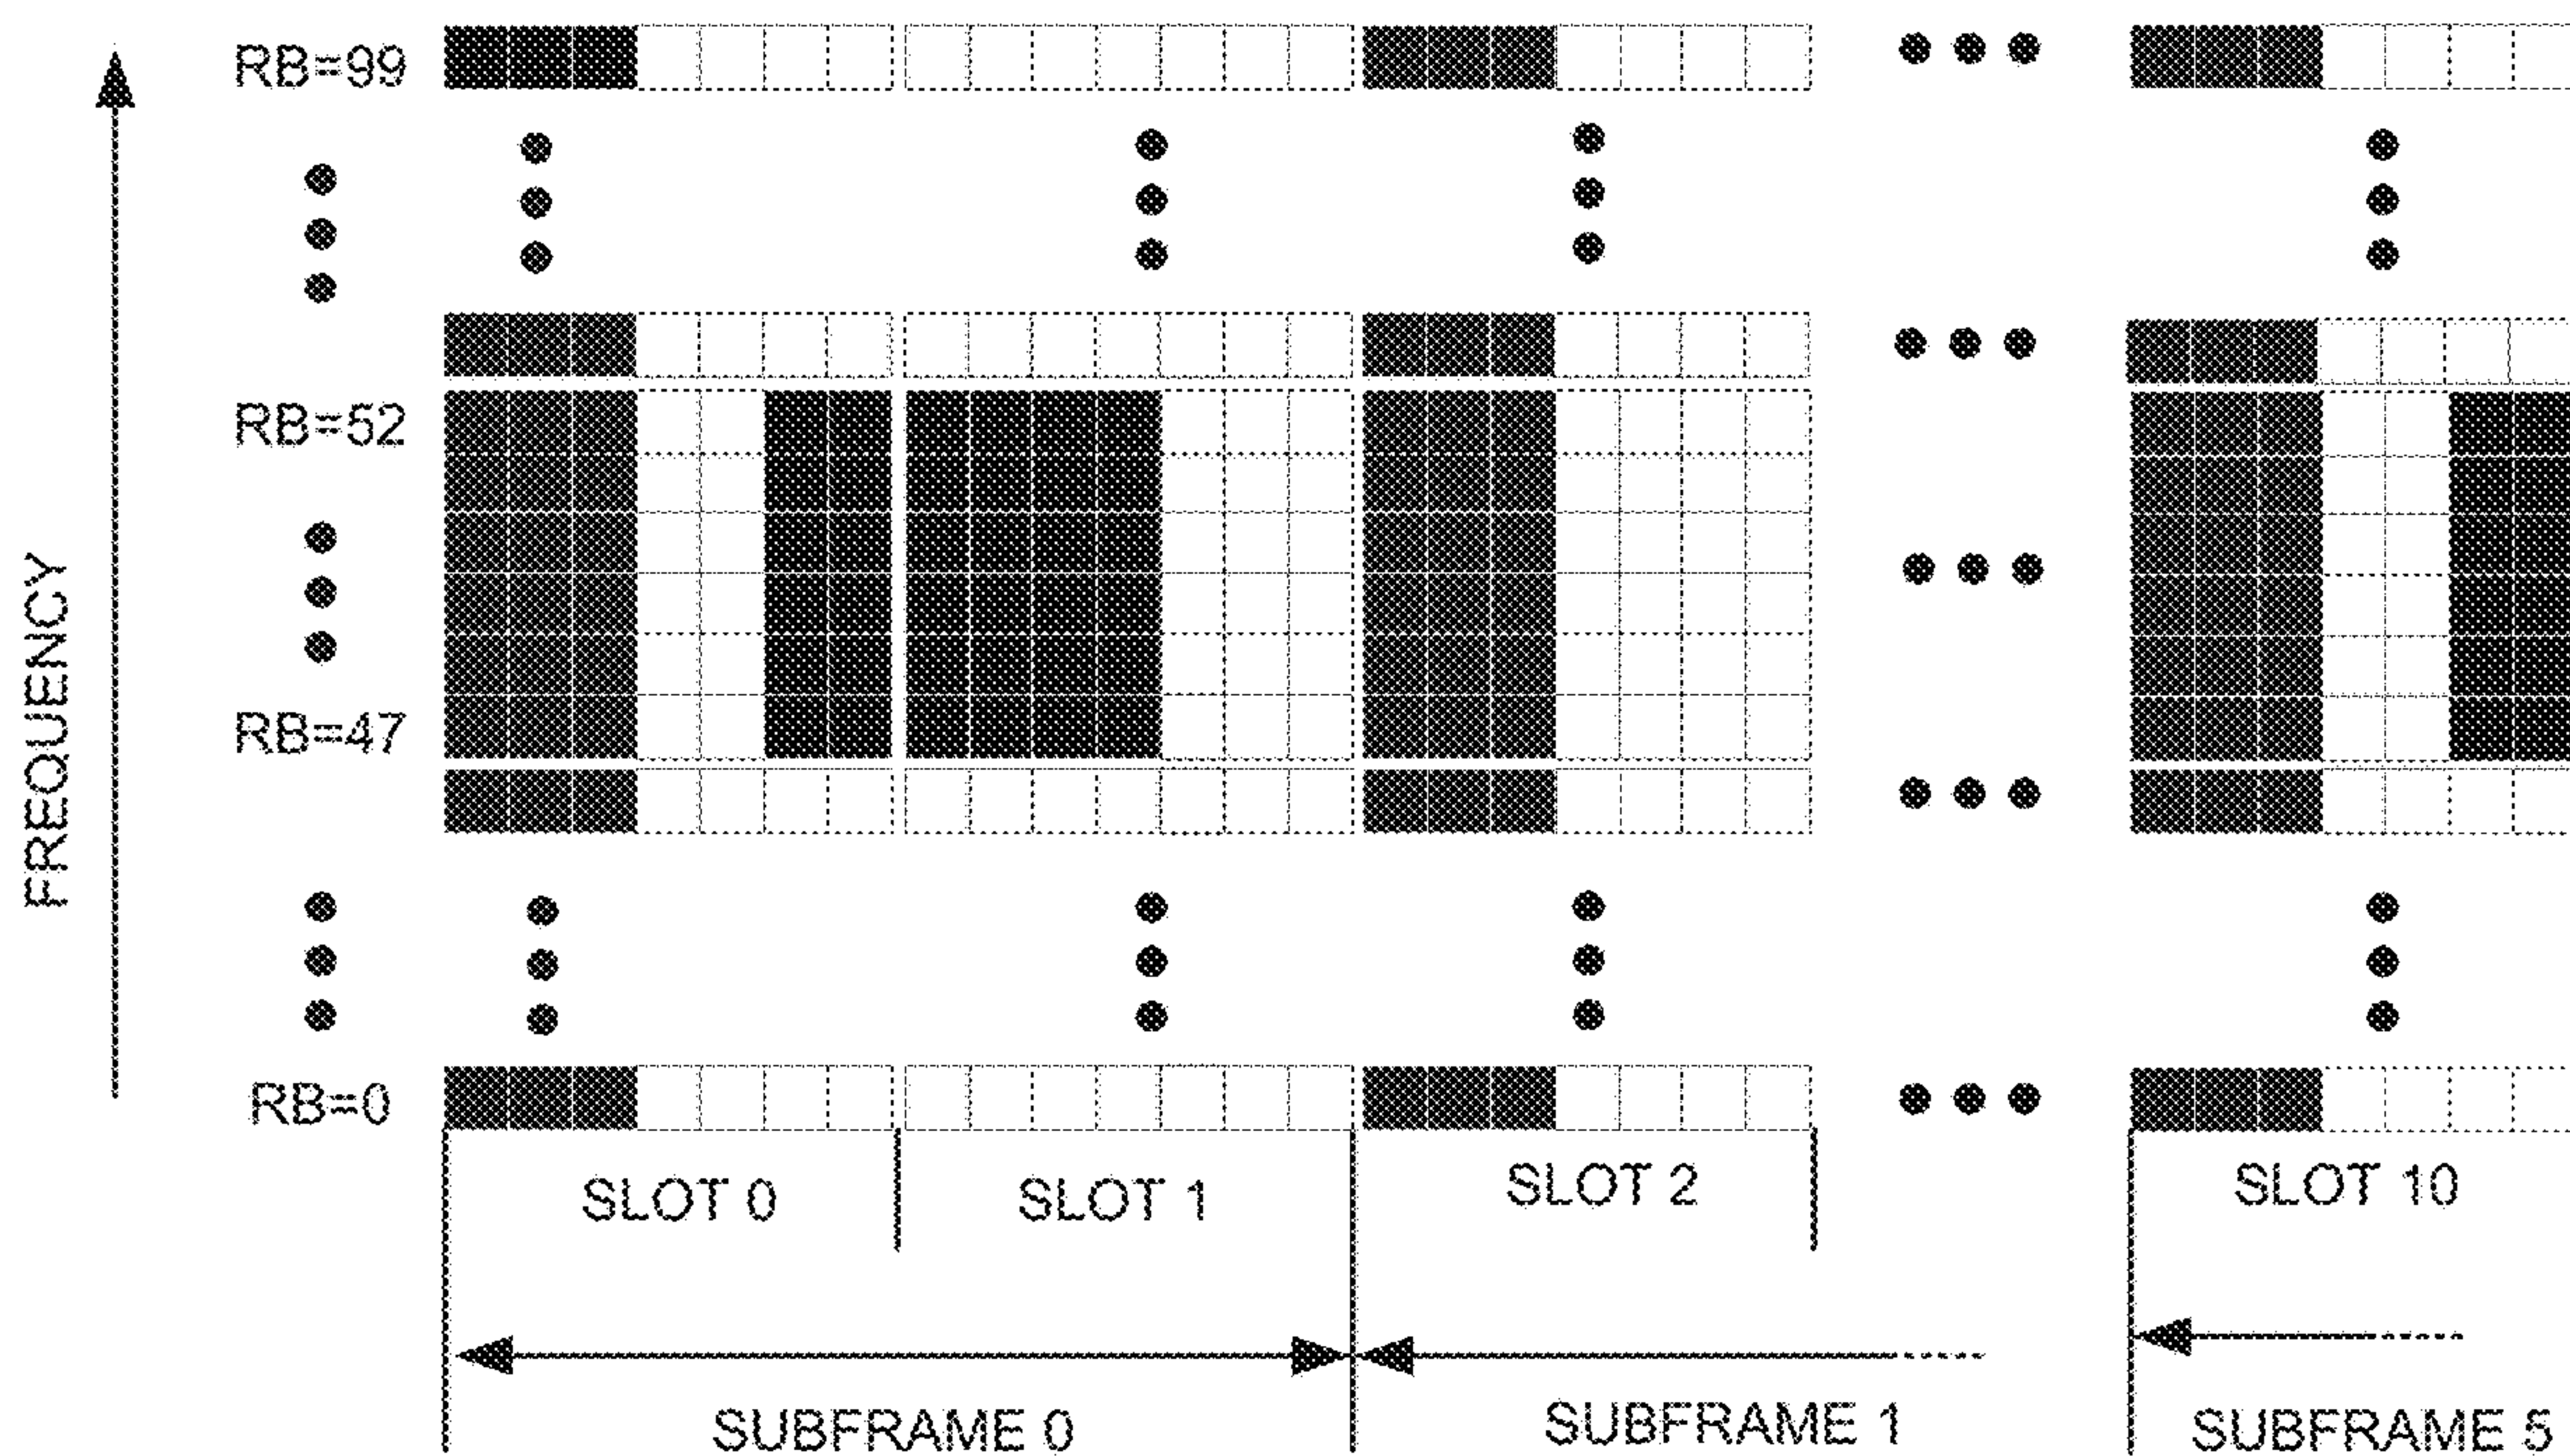 RB=99
RB=52
RB=47
RB=0
FREQUENCY
SLOT 0
SLOT 1
SLOT 2
SLOT 10
SUBFRAME 0
SUBFRAME 1
SUBFRAME 5